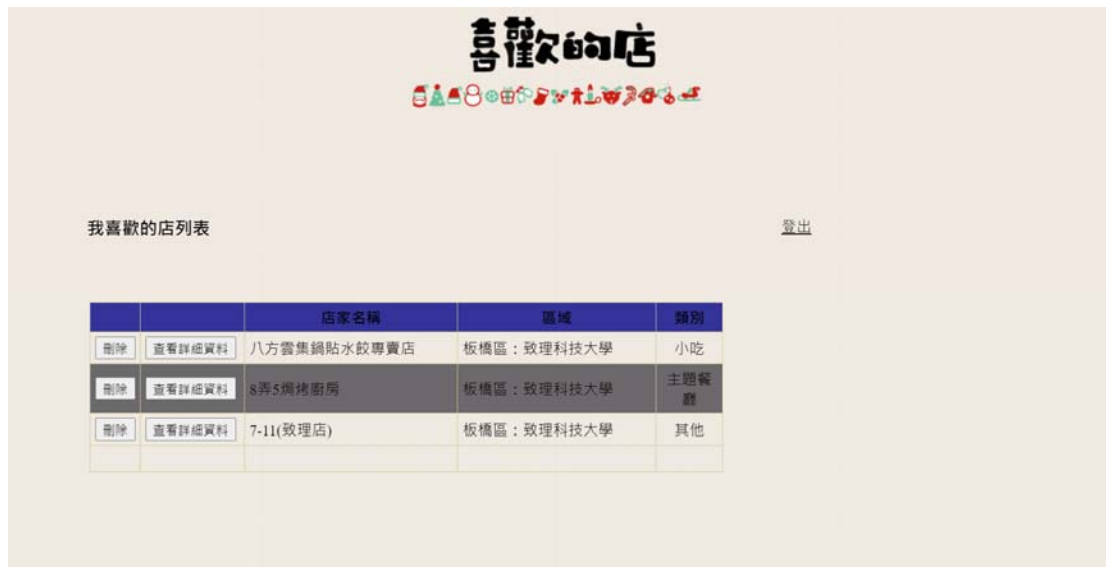 喜歡的店
我喜歡的店列表 登出
店家名稱 區域 類別
刪除 查看詳細資料 八方雲集鍋貼水餃專賣店 板橋區：致理科技大學 小吃
刪除 查看詳細資料 8弄5焗烤廚房 板橋區：致理科技大學 主題餐
廳
刪除 查看詳細資料 7-11(致理店) 板橋區：致理科技大學 其他